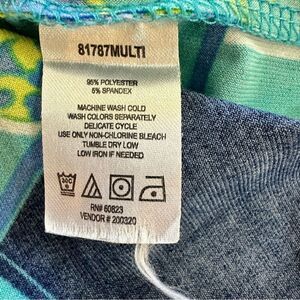 81787MULTI
95% POLYESTER
5% SPANDEX
MACHINE WASH COLD
WASH COLORS SEPARATELY
DELICATE CYCLE
USE ONLY NON-CHLORINE BLEACH
TUMBLE DRY LOW
LOW IRON IF NEEDED
RN# 60823
VENDOR # 200320